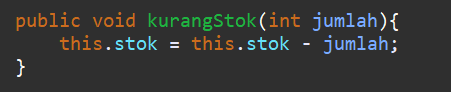 public void kurangStok(int jumlah){
    this.stok = this.stok - jumlah;
}